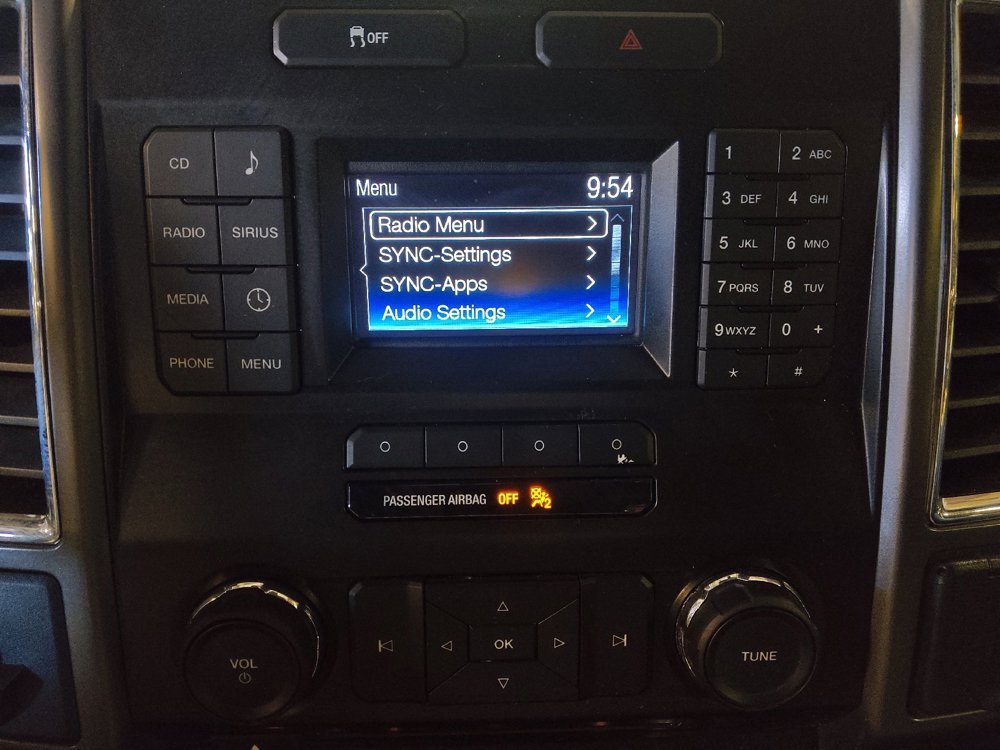 OFF
CD
RADIO SIRIUS
MEDIA
PHONE MENU
Menu 9:54
Radio Menu >
SYNC-Settings >
SYNC-Apps >
Audio Settings >
1 2 ABC
3 DEF 4 GHI
5 JKL 6 MNO
7 PQRS 8 TUV
9 WXYZ 0 +
* #
PASSENGER AIRBAG OFF 2
VOL
OK
TUNE